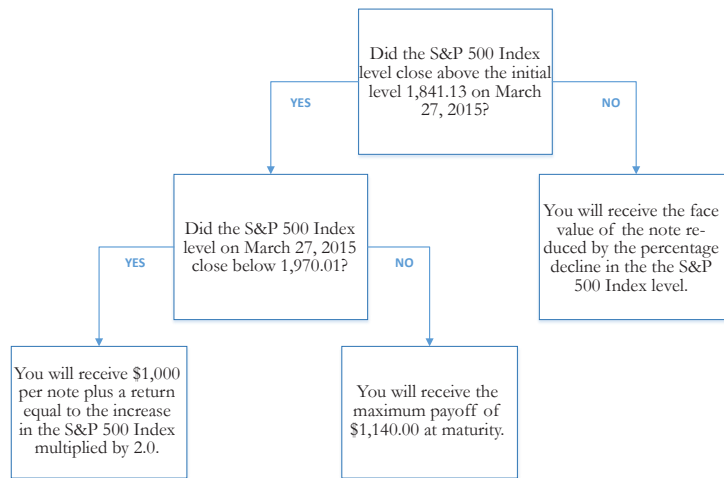 Did the S&P 500 Index
level close above the initial
level 1,841.13 on March
27, 2015?
YES
NO
Did the S&P 500 Index
level on March 27, 2015
close below 1,970.01?
You will receive the face
value of the note re-
duced by the percentage
decline in the the S&P
500 Index level.
YES
NO
You will receive $1,000
per note plus a return
equal to the increase
in the S&P 500 Index
multiplied by 2.0.
You will receive the
maximum payoff of
$1,140.00 at maturity.